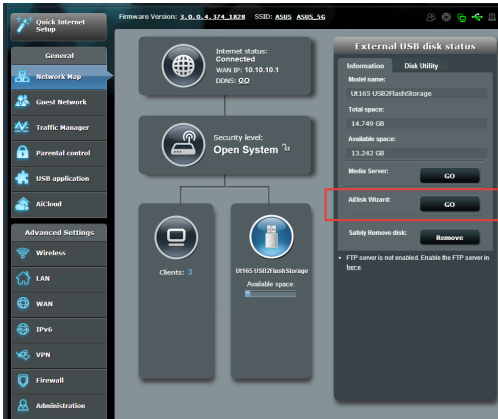 Quick Internet
Setup
Firmware Version: 3.0.0.4.374_1828 SSID: ASUS ASUS_5G
General
Network Map
Guest Network
Traffic Manager
Parental control
USB application
AiCloud
Advanced Settings
Wireless
LAN
WAN
IPv6
VPN
Firewall
Administration
Internet status:
Connected
WAN IP: 10.10.10.1
DDNS: GO
Security level:
Open System
Clients: 3
Ut165 USB2FlashStorage
Available space:
External USB disk status
Information Disk Utility
Model name:
Ut165 USB2FlashStorage
Total space:
14.749 GB
Available space:
13.242 GB
Media Server: GO
AiDisk Wizard: GO
Safely Remove disk: Remove
FTP server is not enabled. Enable the FTP server in
here.